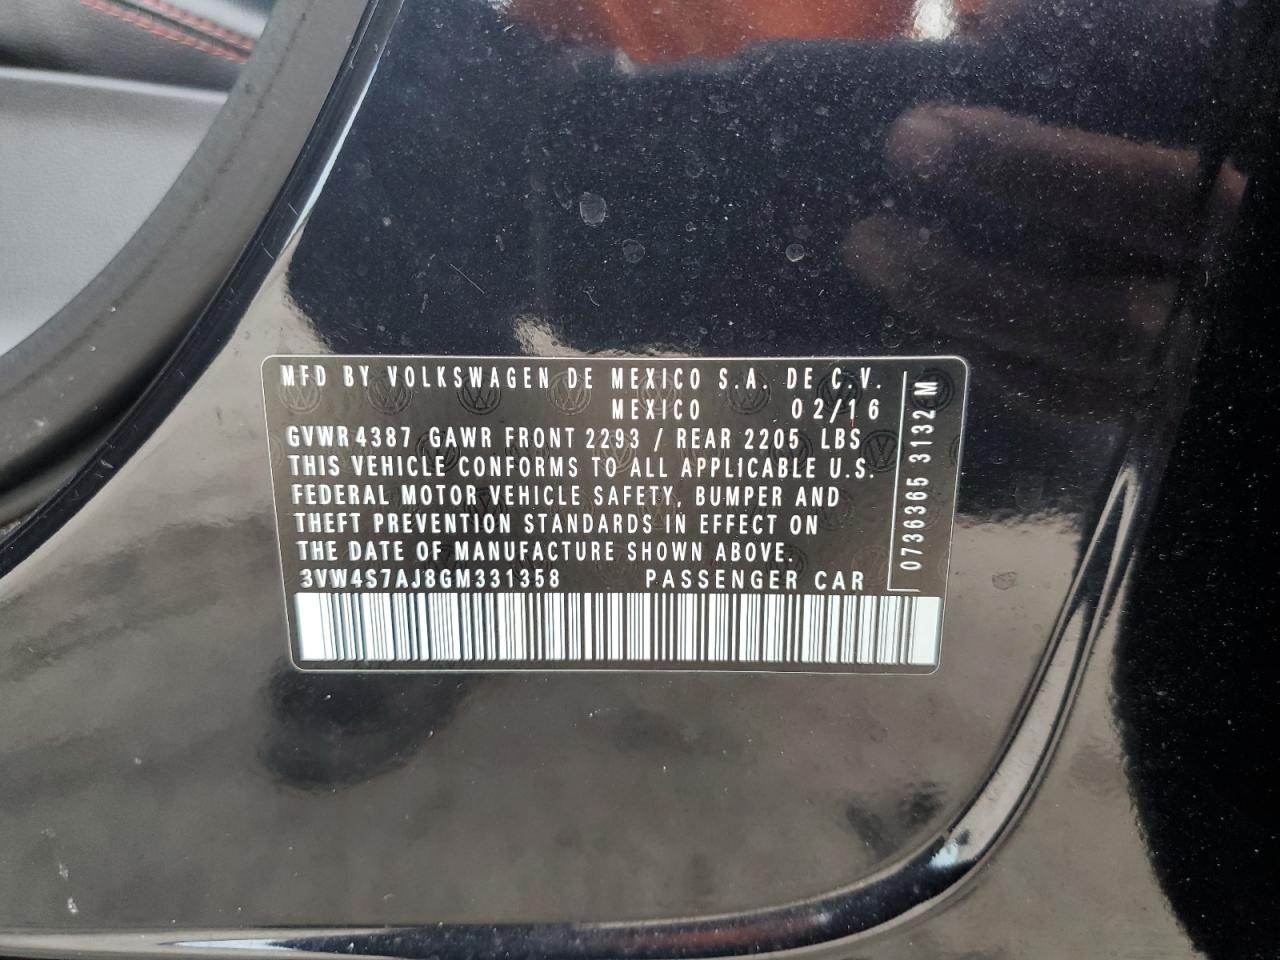 MFD BY VOLKSWAGEN DE MEXICO S.A. DE C.V.
MEXICO 02/16
GVWR 4387 GAWR FRONT 2293 / REAR 2205 LBS
THIS VEHICLE CONFORMS TO ALL APPLICABLE U.S.
FEDERAL MOTOR VEHICLE SAFETY, BUMPER AND
THEFT PREVENTION STANDARDS IN EFFECT ON
THE DATE OF MANUFACTURE SHOWN ABOVE.
3VW4S7AJ8GM331358 PASSENGER CAR
0736365 3132 M